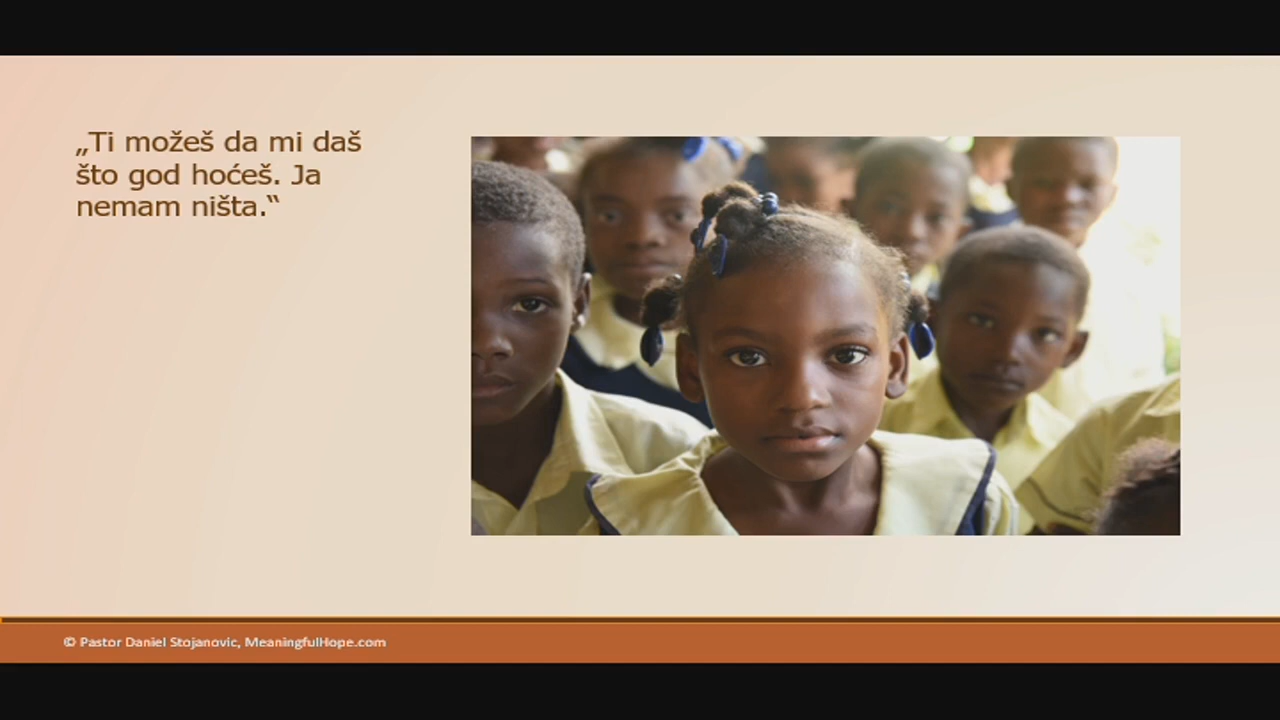 „Ti možeš da mi daš
što god hoćeš. Ja
nemam ništa.“
© Pastor Daniel Stojanovic, MeaningfulHope.com